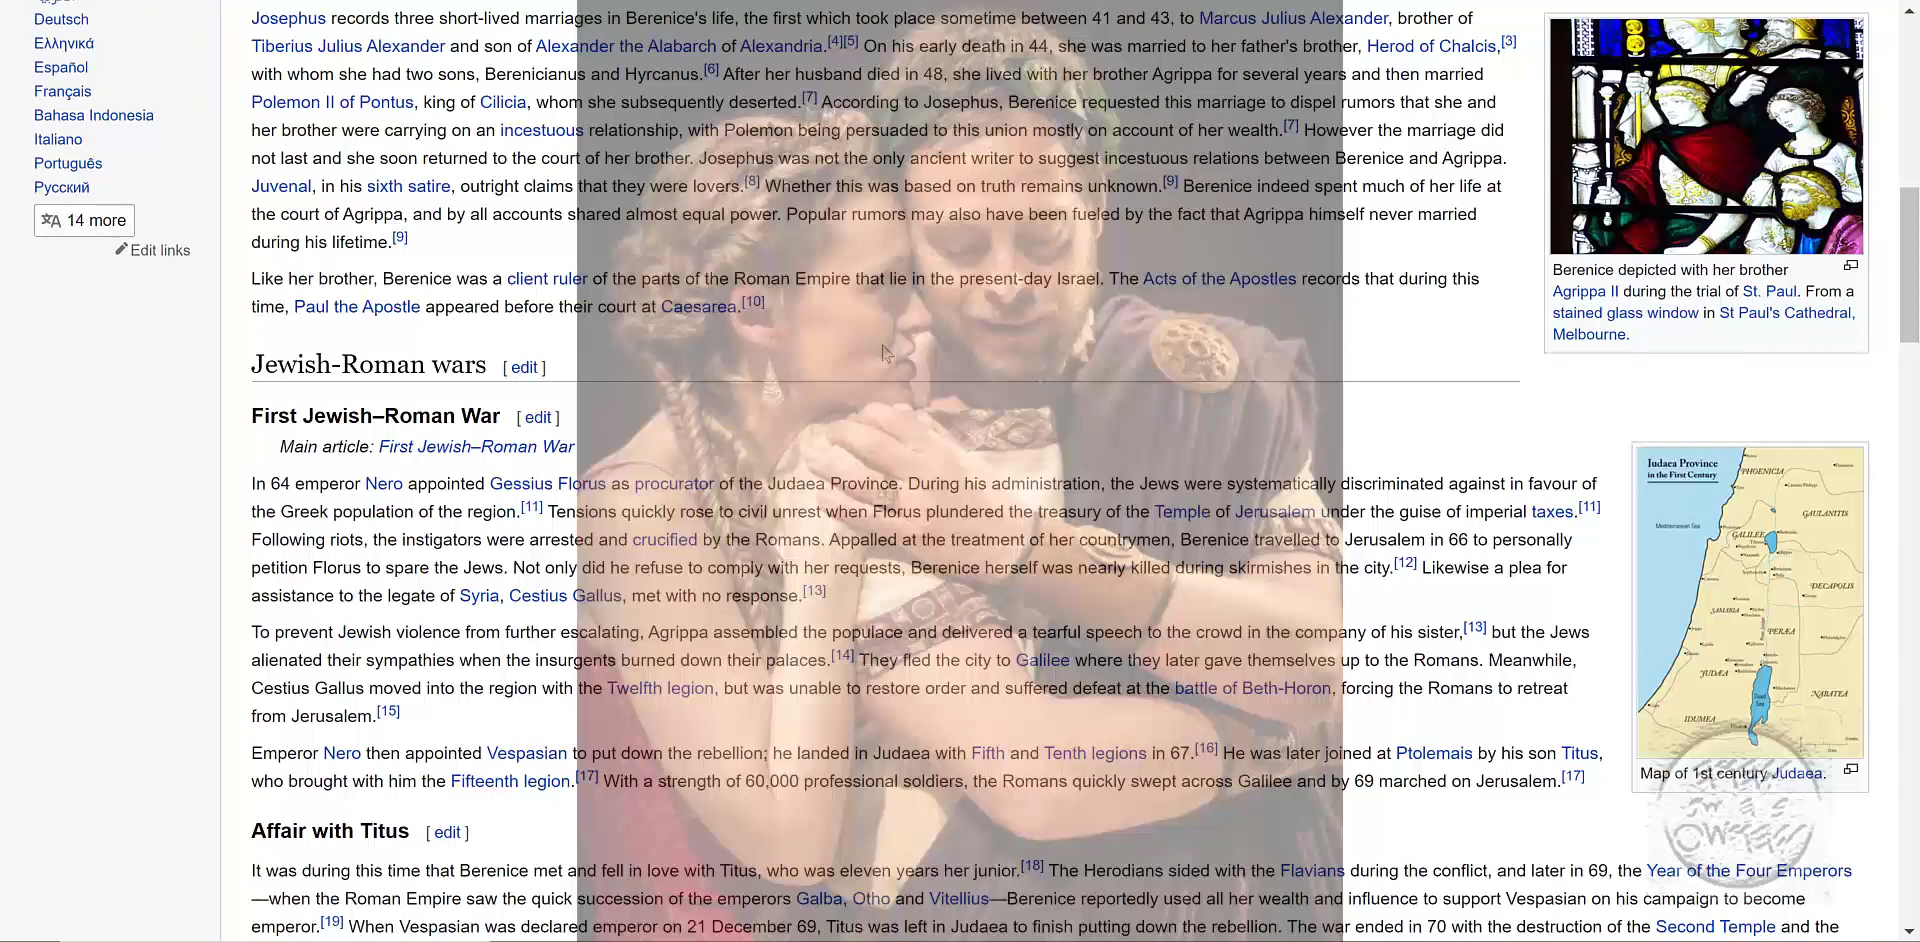 Deutsch
Ελληνικά
Español
Français
Bahasa Indonesia
Italiano
Português
Русский
14 more
Edit links
Josephus records three short-lived marriages in Berenice's life, the first which took place sometime between 41 and 43, to Marcus Julius Alexander, brother of
Tiberius Julius Alexander and son of Alexander the Alabarch of Alexandria.[4][5] On his early death in 44, she was married to her father's brother, Herod of Chalcis,[3]
with whom she had two sons, Berenicianus and Hyrcanus.[6] After her husband died in 48, she lived with her brother Agrippa for several years and then married
Polemon II of Pontus, king of Cilicia, whom she subsequently deserted.[7] According to Josephus, Berenice requested this marriage to dispel rumors that she and
her brother were carrying on an incestuous relationship, with Polemon being persuaded to this union mostly on account of her wealth.[7] However the marriage did
not last and she soon returned to the court of her brother. Josephus was not the only ancient writer to suggest incestuous relations between Berenice and Agrippa.
Juvenal, in his sixth satire, outright claims that they were lovers.[8] Whether this was based on truth remains unknown.[9] Berenice indeed spent much of her life at
the court of Agrippa, and by all accounts shared almost equal power. Popular rumors may also have been fueled by the fact that Agrippa himself never married
during his lifetime.[9]
Like her brother, Berenice was a client ruler of the parts of the Roman Empire that lie in the present-day Israel. The Acts of the Apostles records that during this
time, Paul the Apostle appeared before their court at Caesarea.[10]
Berenice depicted with her brother
Agrippa II during the trial of St. Paul. From a
stained glass window in St Paul's Cathedral,
Melbourne.
Jewish-Roman wars [ edit ]
First Jewish–Roman War [ edit ]
Main article: First Jewish–Roman War
In 64 emperor Nero appointed Gessius Florus as procurator of the Judaea Province. During his administration, the Jews were systematically discriminated against in favour of
the Greek population of the region.[11] Tensions quickly rose to civil unrest when Florus plundered the treasury of the Temple of Jerusalem under the guise of imperial taxes.[11]
Following riots, the instigators were arrested and crucified by the Romans. Appalled at the treatment of her countrymen, Berenice travelled to Jerusalem in 66 to personally
petition Florus to spare the Jews. Not only did he refuse to comply with her requests, Berenice herself was nearly killed during skirmishes in the city.[12] Likewise a plea for
assistance to the legate of Syria, Cestius Gallus, met with no response.[13]
To prevent Jewish violence from further escalating, Agrippa assembled the populace and delivered a tearful speech to the crowd in the company of his sister,[13] but the Jews
alienated their sympathies when the insurgents burned down their palaces.[14] They fled the city to Galilee where they later gave themselves up to the Romans. Meanwhile,
Cestius Gallus moved into the region with the Twelfth legion, but was unable to restore order and suffered defeat at the battle of Beth-Horon, forcing the Romans to retreat
from Jerusalem.[15]
Emperor Nero then appointed Vespasian to put down the rebellion; he landed in Judaea with Fifth and Tenth legions in 67.[16] He was later joined at Ptolemais by his son Titus,
who brought with him the Fifteenth legion.[17] With a strength of 60,000 professional soldiers, the Romans quickly swept across Galilee and by 69 marched on Jerusalem.[17]
Iudaea Province
in the First Century
PHOENICIA
GAULANITIS
Mediterranean Sea
GALILEE
DECAPOLIS
SAMARIA
PERÆA
JUDÆA
Dead
Sea
NABATEA
IDUMEA
Map of 1st century Judaea.
Affair with Titus [ edit ]
It was during this time that Berenice met and fell in love with Titus, who was eleven years her junior.[18] The Herodians sided with the Flavians during the conflict, and later in 69, the Year of the Four Emperors
—when the Roman Empire saw the quick succession of the emperors Galba, Otho and Vitellius—Berenice reportedly used all her wealth and influence to support Vespasian on his campaign to become
emperor.[19] When Vespasian was declared emperor on 21 December 69, Titus was left in Judaea to finish putting down the rebellion. The war ended in 70 with the destruction of the Second Temple and the